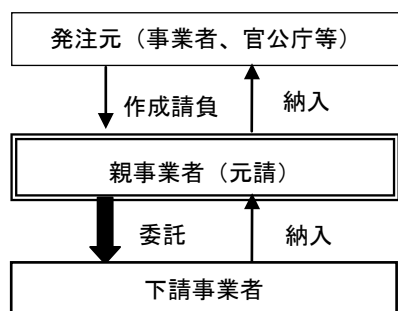 発注元（事業者、官公庁等）
作成請負
納入
親事業者（元請）
委託
納入
下請事業者